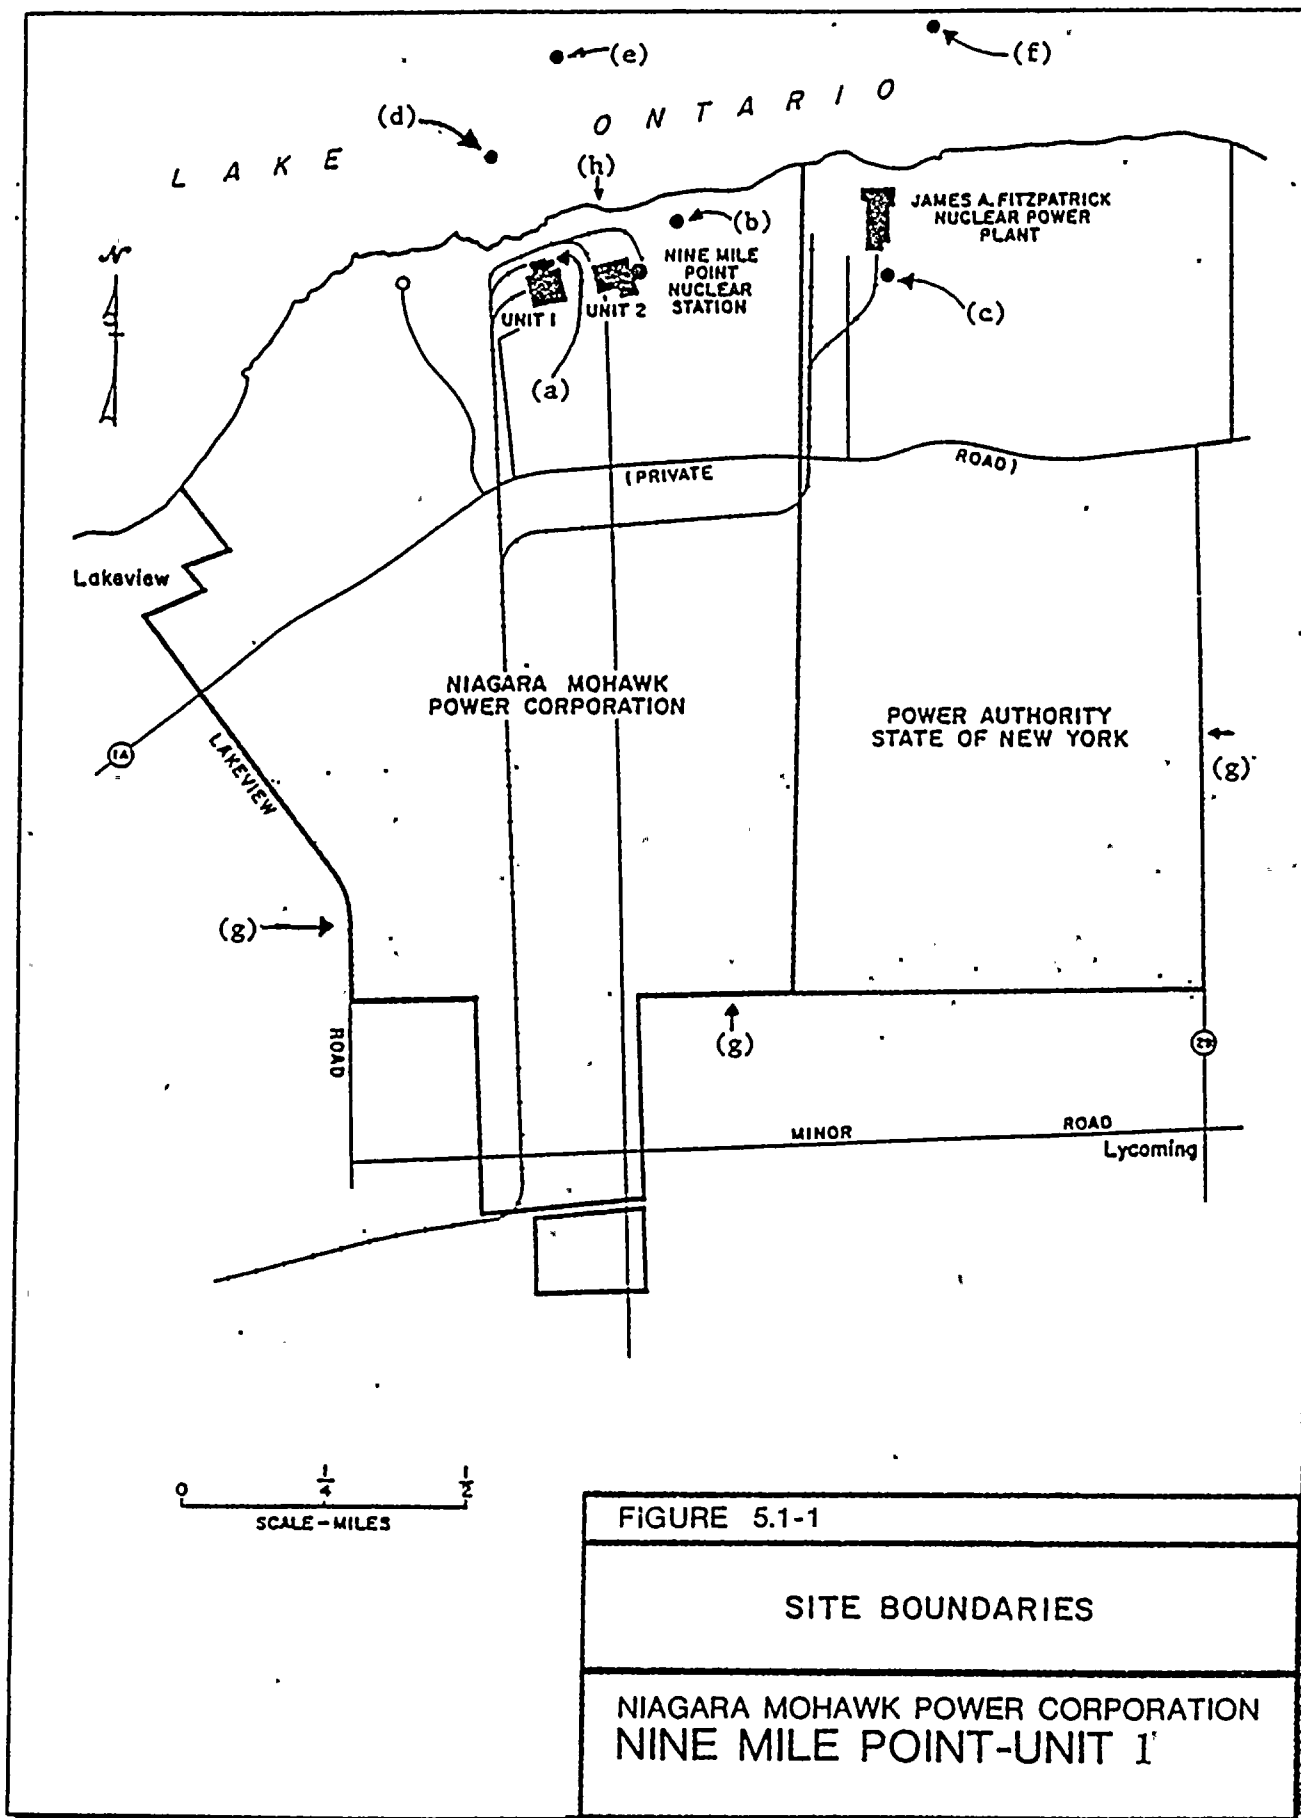 (e)
(f)
(d)
LAKE ONTARIO
(h)
(b)
JAMES A. FITZPATRICK
NUCLEAR POWER
PLANT
N
NINE MILE
POINT
NUCLEAR
STATION
UNIT 1
UNIT 2
(c)
(a)
(PRIVATE
ROAD)
Lakeview
NIAGARA MOHAWK
POWER CORPORATION
POWER AUTHORITY
STATE OF NEW YORK
1A
LAKEVIEW
(g)
(g)
(g)
ROAD
29
MINOR
ROAD
Lycoming
0
1/4
1/2
SCALE-MILES
FIGURE 5.1-1
SITE BOUNDARIES
NIAGARA MOHAWK POWER CORPORATION
NINE MILE POINT-UNIT 1